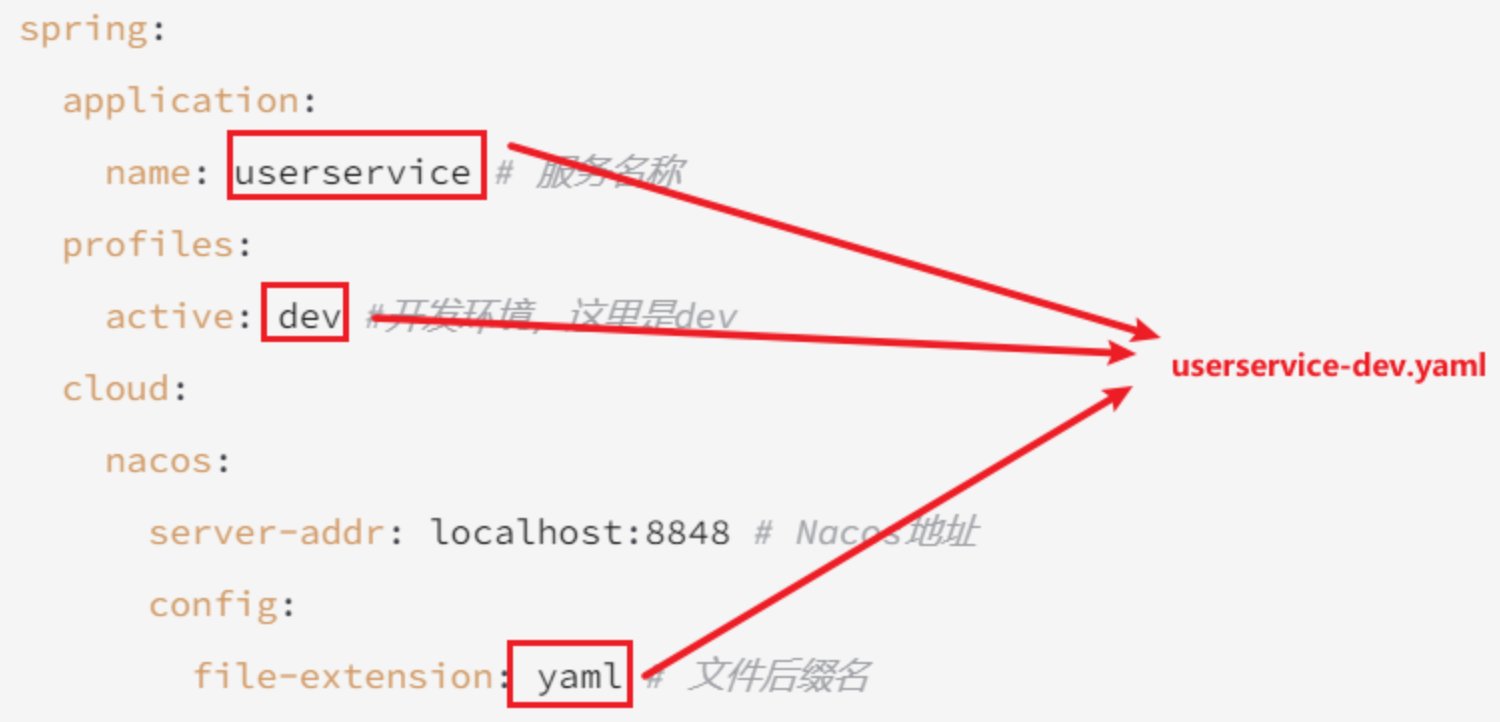 spring:
application:
name: userservice # 服务名称
profiles:
active: dev #开发环境，这里是dev
userservice-dev.yaml
cloud:
nacos:
server-addr: localhost:8848 # Nacos地址
config:
file-extension: yaml # 文件后缀名